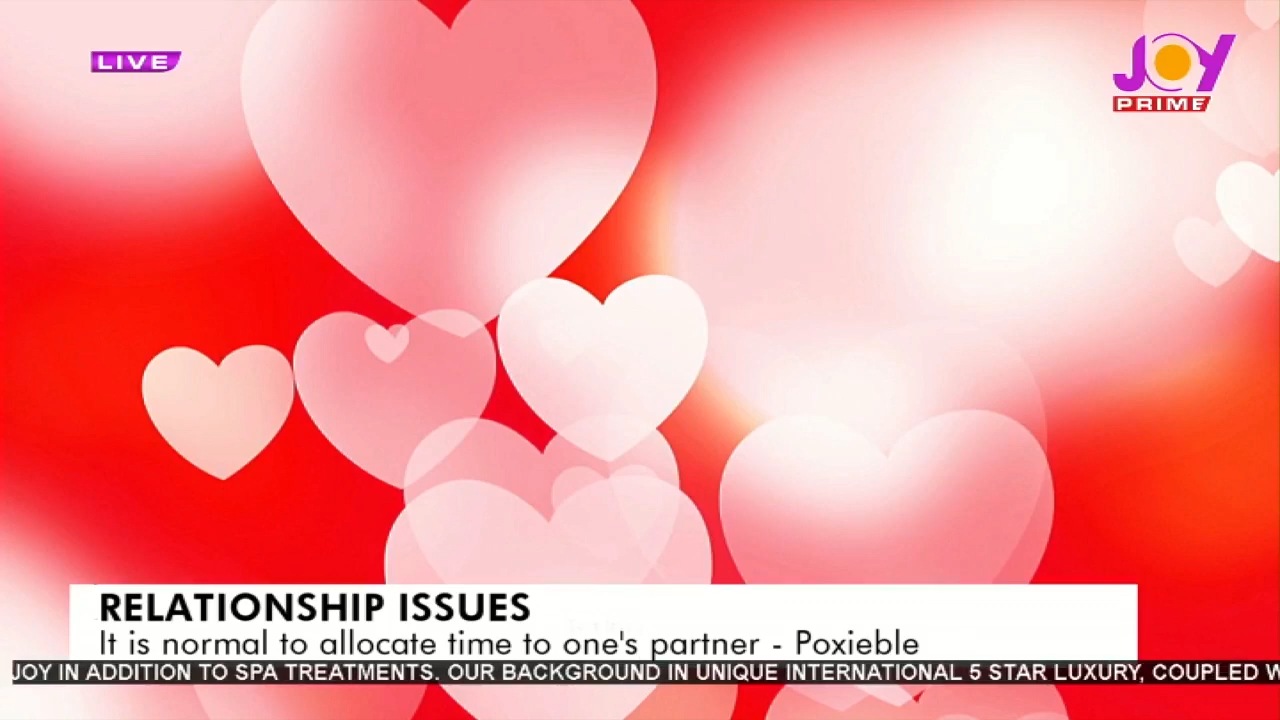 LIVE
JOY
PRIME
RELATIONSHIP ISSUES
It is normal to allocate time to one's partner - Poxieble
JOY IN ADDITION TO SPA TREATMENTS. OUR BACKGROUND IN UNIQUE INTERNATIONAL 5 STAR LUXURY, COUPLED